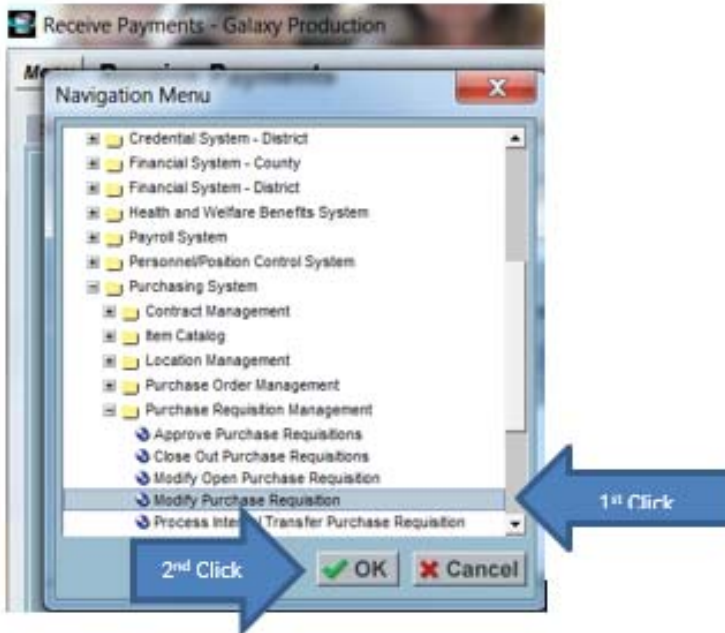 Receive Payments - Galaxy Production
Navigation Menu
Credential System - District
Financial System - County
Financial System - District
Health and Welfare Benefits System
Payroll System
Personnel/Position Control System
Purchasing System
Contract Management
Item Catalog
Location Management
Purchase Order Management
Purchase Requisition Management
Approve Purchase Requisitions
Close Out Purchase Requisitions
Modify Open Purchase Requisition
Modify Purchase Requisition
1st Click
Transfer Purchase Requisition
2nd Click
OK
Cancel